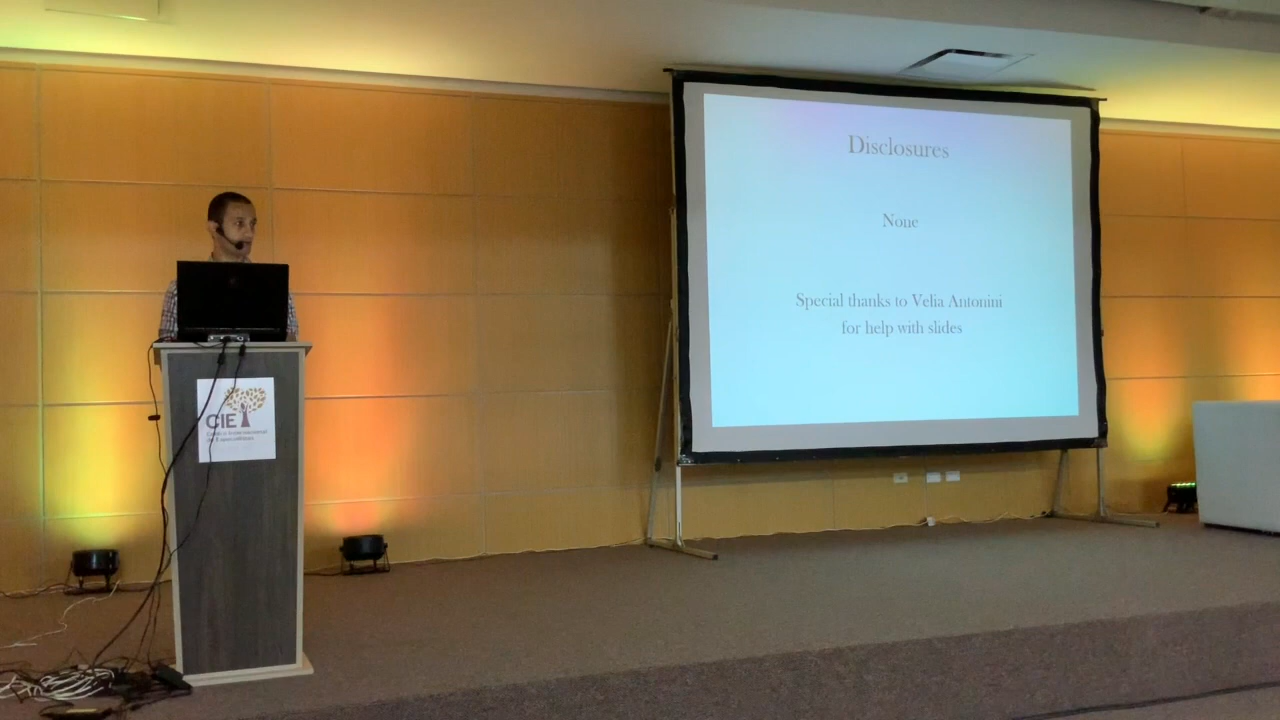 Disclosures
None
Special thanks to Velia Antonini
for help with slides
CIE